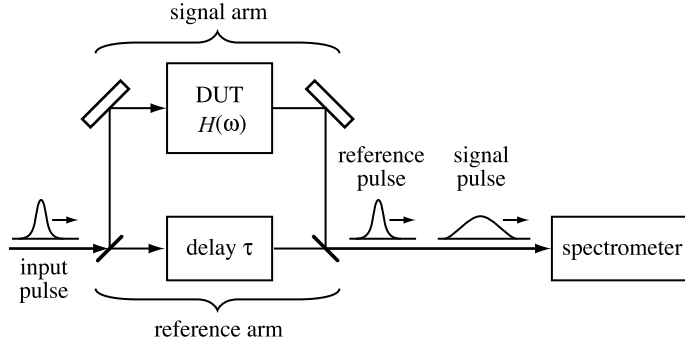 signal arm
DUT
H(ω)
reference
pulse
signal
pulse
input
pulse
delay τ
spectrometer
reference arm